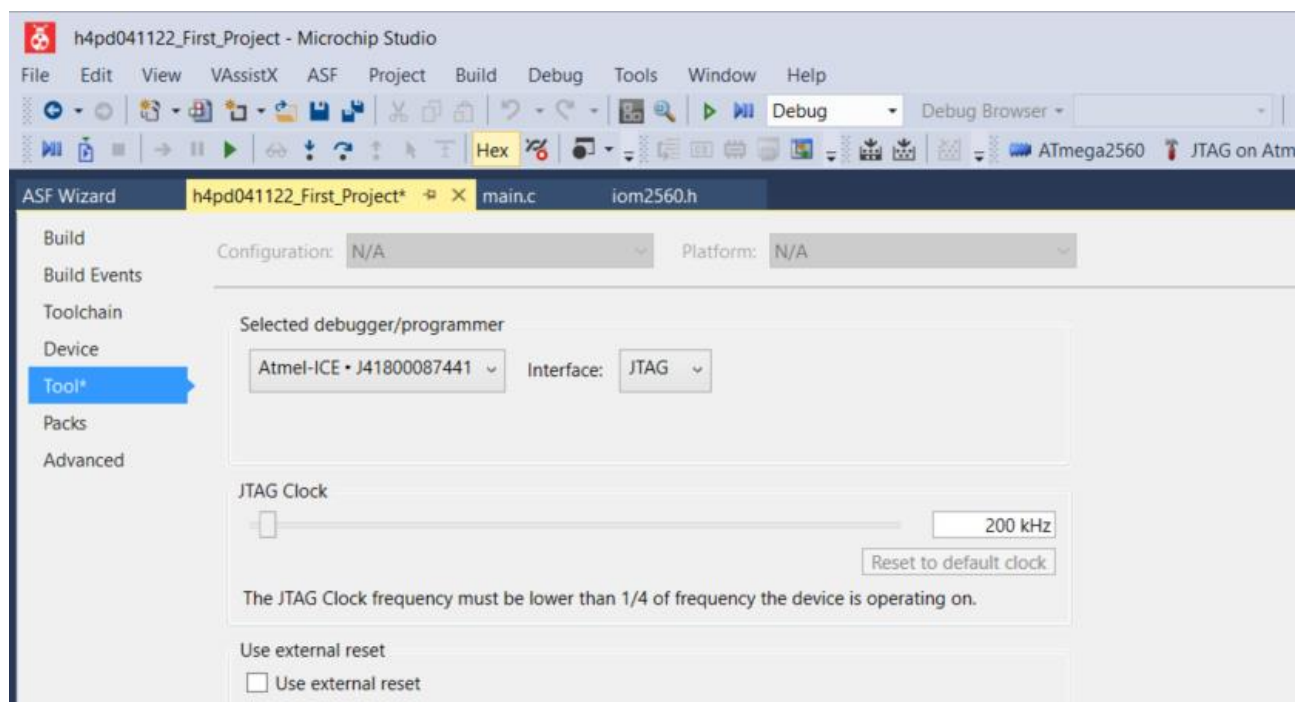 h4pd041122_First_Project - Microchip Studio
File Edit View VAssistX ASF Project Build Debug Tools Window Help
Debug Debug Browser
Hex ATmega2560 JTAG on Atm
ASF Wizard h4pd041122_First_Project* main.c iom2560.h
Build
Configuration: N/A Platform: N/A
Build Events
Toolchain
Selected debugger/programmer
Device
Atmel-ICE • J41800087441 Interface: JTAG
Tool*
Packs
Advanced
JTAG Clock
200 kHz
Reset to default clock
The JTAG Clock frequency must be lower than 1/4 of frequency the device is operating on.
Use external reset
Use external reset